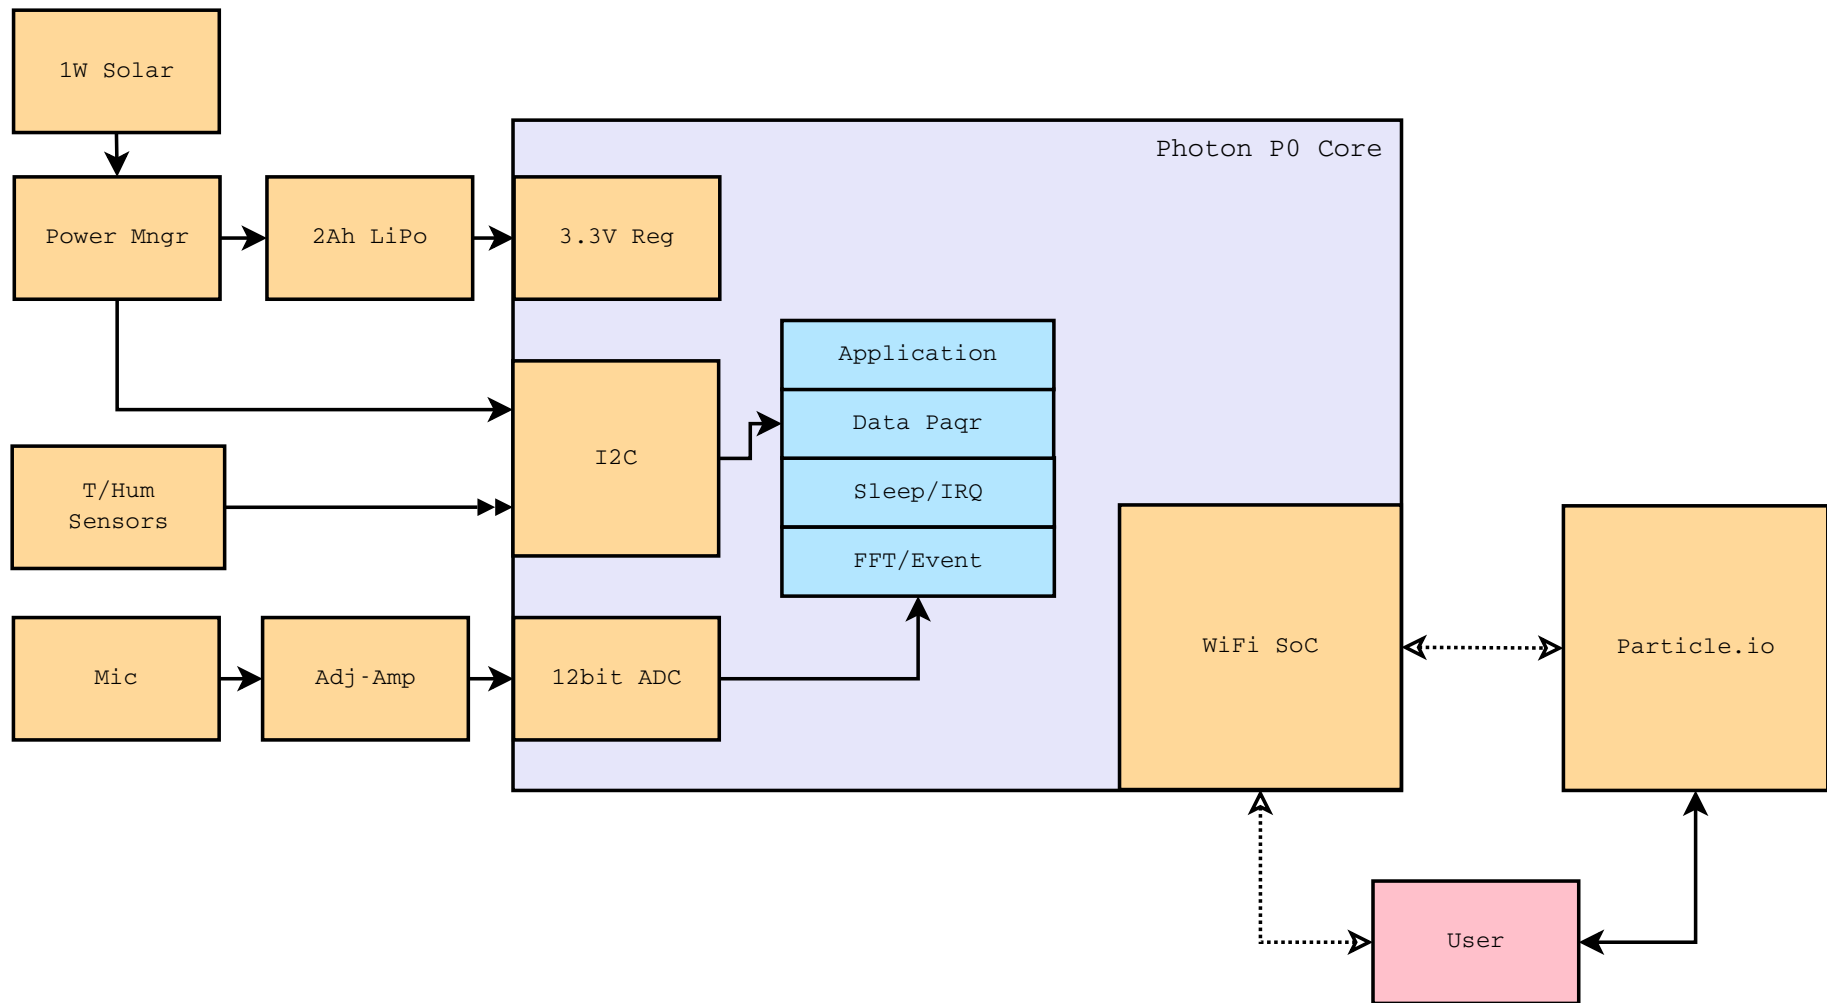 1W Solar
Photon P0 Core
Power Mngr
2Ah LiPo
3.3V Reg
Application
Data Paqr
I2C
Sleep/IRQ
T/Hum
Sensors
FFT/Event
WiFi SoC
Particle.io
Mic
Adj-Amp
12bit ADC
User